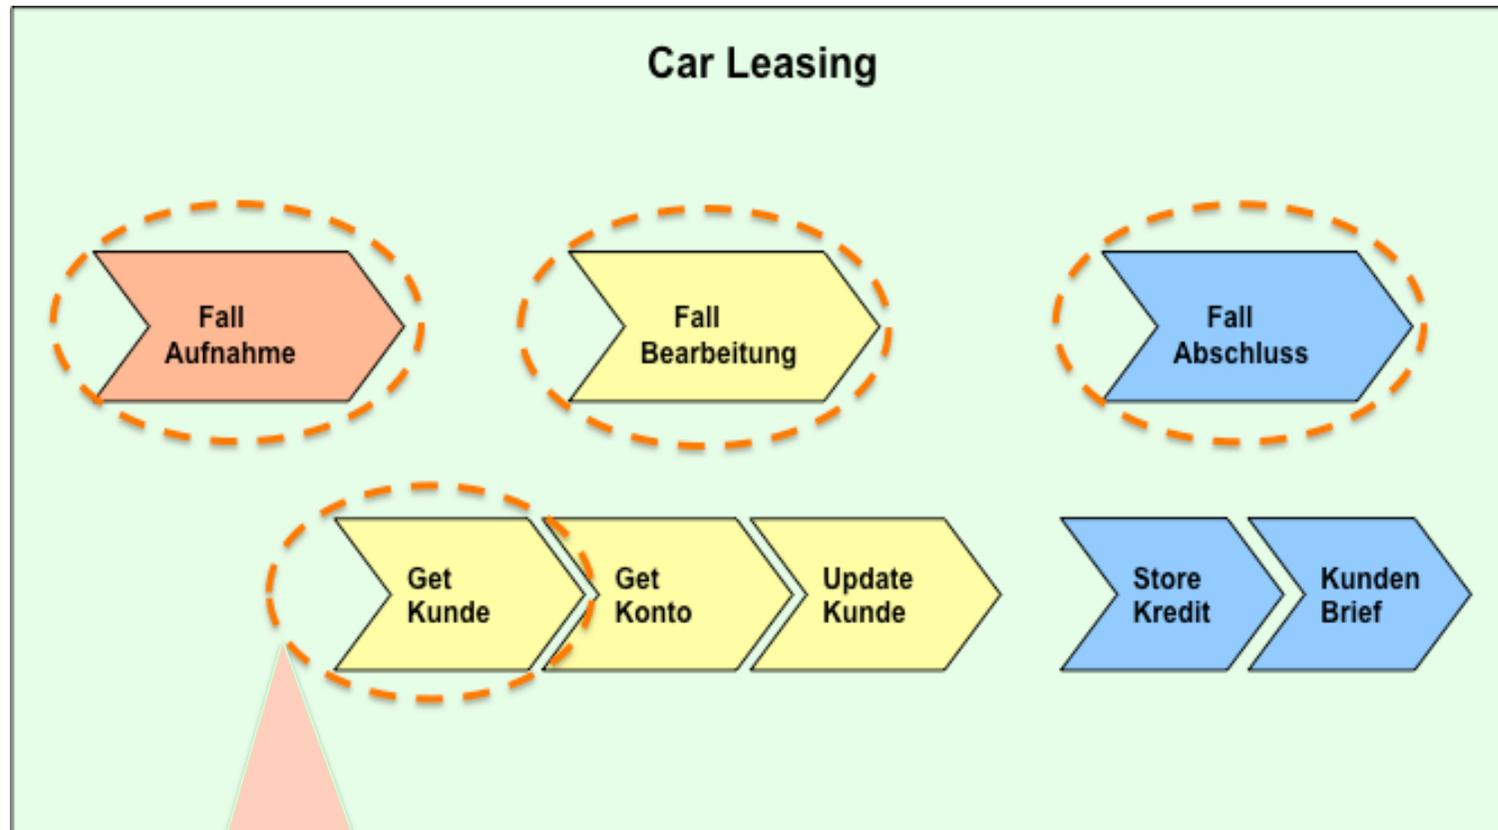 Car Leasing
Fall
Aufnahme
Fall
Bearbeitung
Fall
Abschluss
Get
Kunde
Get
Konto
Update
Kunde
Store
Kredit
Kunden
Brief